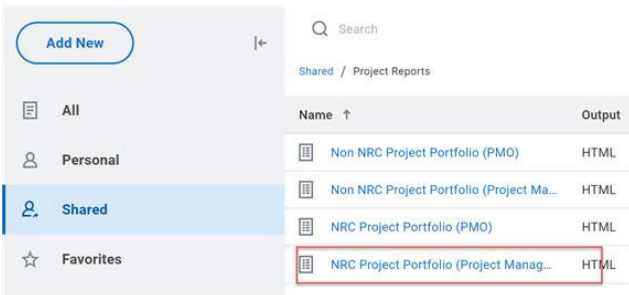 Add New
All
Personal
Shared
Favorites
Search
Shared / Project Reports
Name ↑ Output
Non NRC Project Portfolio (PMO) HTML
Non NRC Project Portfolio (Project Ma... HTML
NRC Project Portfolio (PMO) HTML
NRC Project Portfolio (Project Manag... HTML